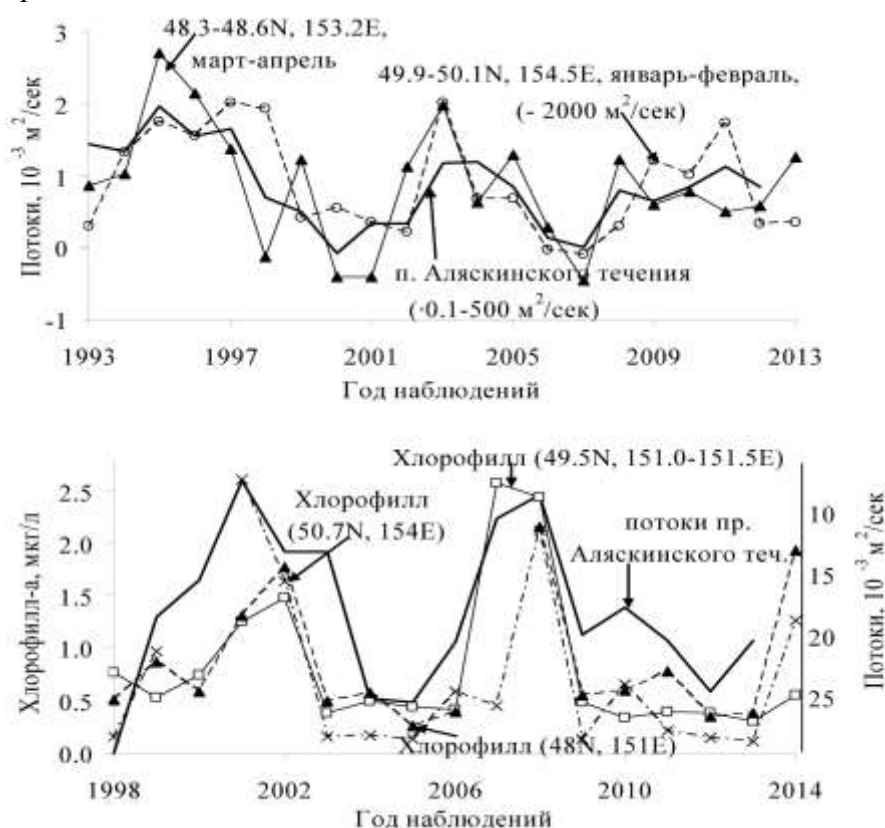 48.3-48.6N, 153.2E,
март-апрель
49.9-50.1N, 154.5E, январь-февраль,
(- 2000 м²/сек)
Потоки, 10 ⁻³ м²/сек
3
2
1
0
-1
п. Аляскинского течения
(·0.1-500 м²/сек)
1993 1997 2001 2005 2009 2013
Год наблюдений
Хлорофилл (49.5N, 151.0-151.5E)
Хлорофилл
(50.7N, 154E)
потоки пр.
Аляскинского теч.
Хлорофилл-а, мкг/л
2.5
2.0
1.5
1.0
0.5
0.0
10
15
20
25
Потоки. 10 ⁻³ м²/сек
Хлорофилл (48N, 151E)
1998 2002 2006 2010 2014
Год наблюдений